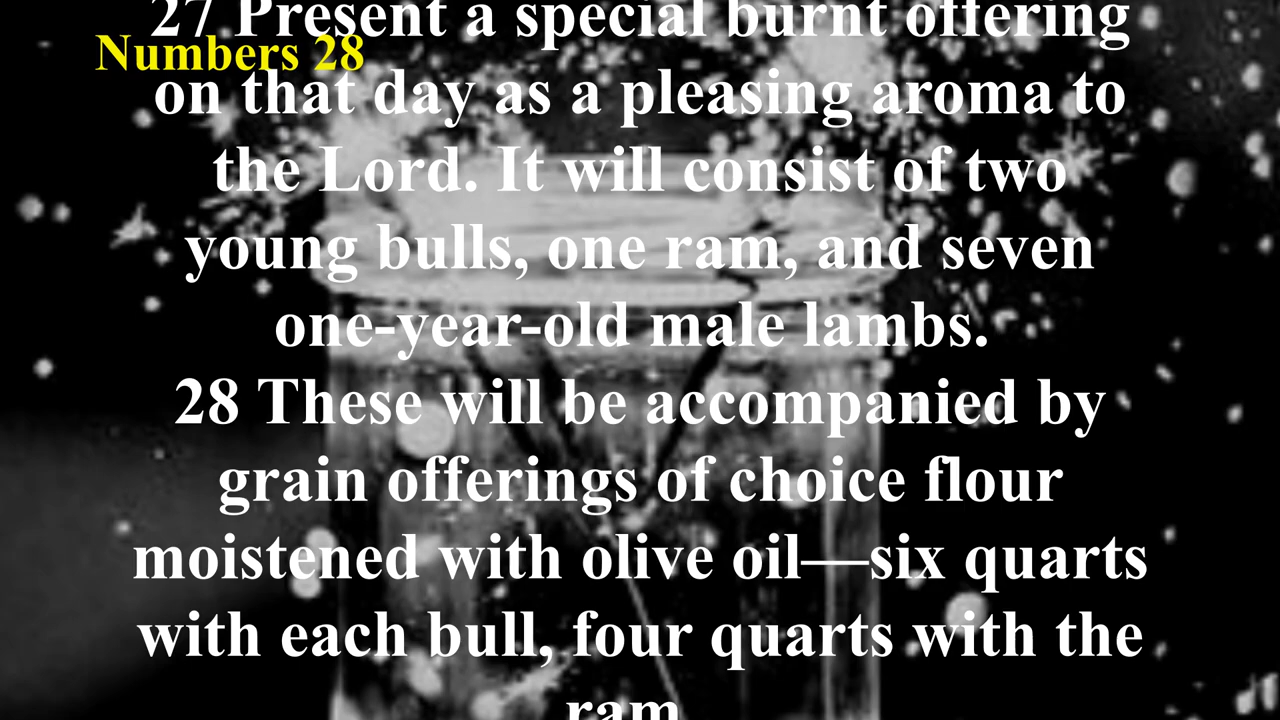 27 Present a special burnt offering
Numbers 28
on that day as a pleasing aroma to
the Lord. It will consist of two
young bulls, one ram, and seven
one-year-old male lambs.
28 These will be accompanied by
grain offerings of choice flour
moistened with olive oil—six quarts
with each bull, four quarts with the
ram